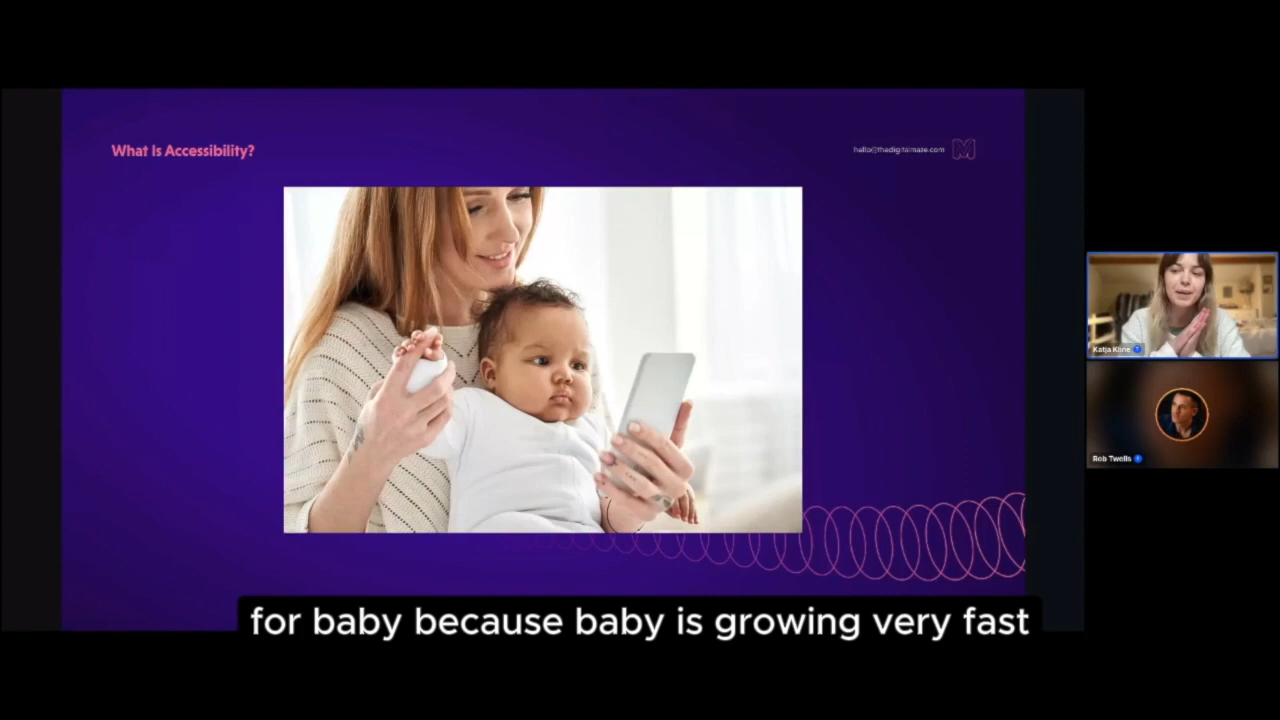 What Is Accessibility?
hello@thedigitalmaze.com
Katja Kline
Rob Twells
for baby because baby is growing very fast